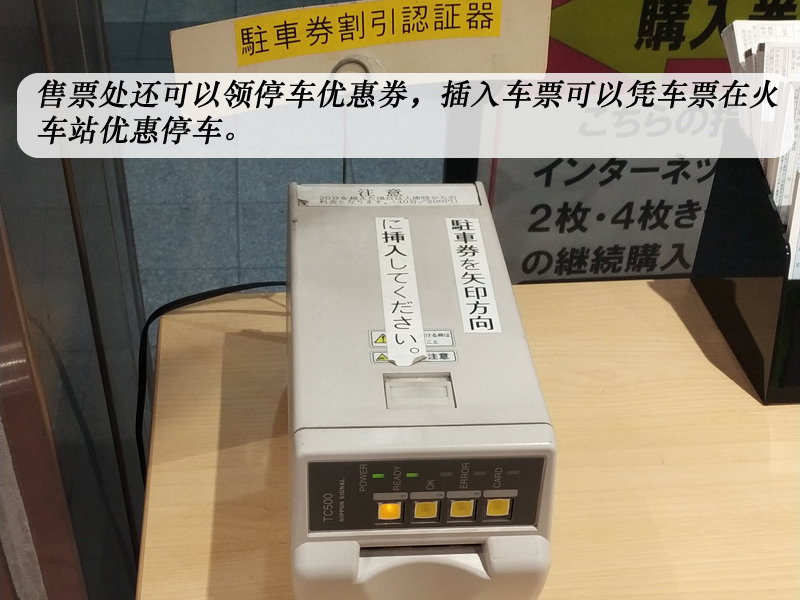 駐車券割引認証器
購入
售票处还可以领停车优惠券，插入车票可以凭车票在火
车站优惠停车。
こちらの
インターネッ
2枚・4枚き
の継続購入
注意
駐車券を矢印方向
に挿入してください。
注意
POWER
READY
OK
ERROR
CARD
TC500
NIPPON SIGNAL